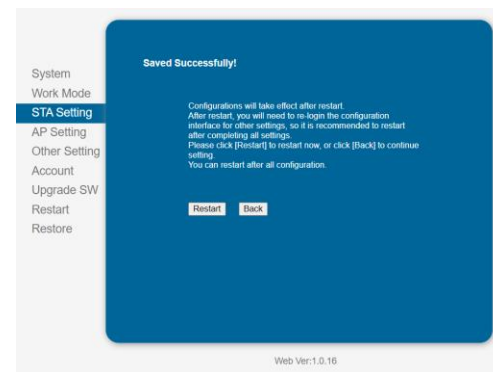 System
Work Mode
STA Setting
AP Setting
Other Setting
Account
Upgrade SW
Restart
Restore
Saved Successfully!
Configurations will take effect after restart.
After restart, you will need to re-login the configuration
interface for other settings, so it is recommended to restart
after completing all settings.
Please click [Restart] to restart now, or click [Back] to continue
setting.
You can restart after all configuration.
Restart Back
Web Ver:1.0.16